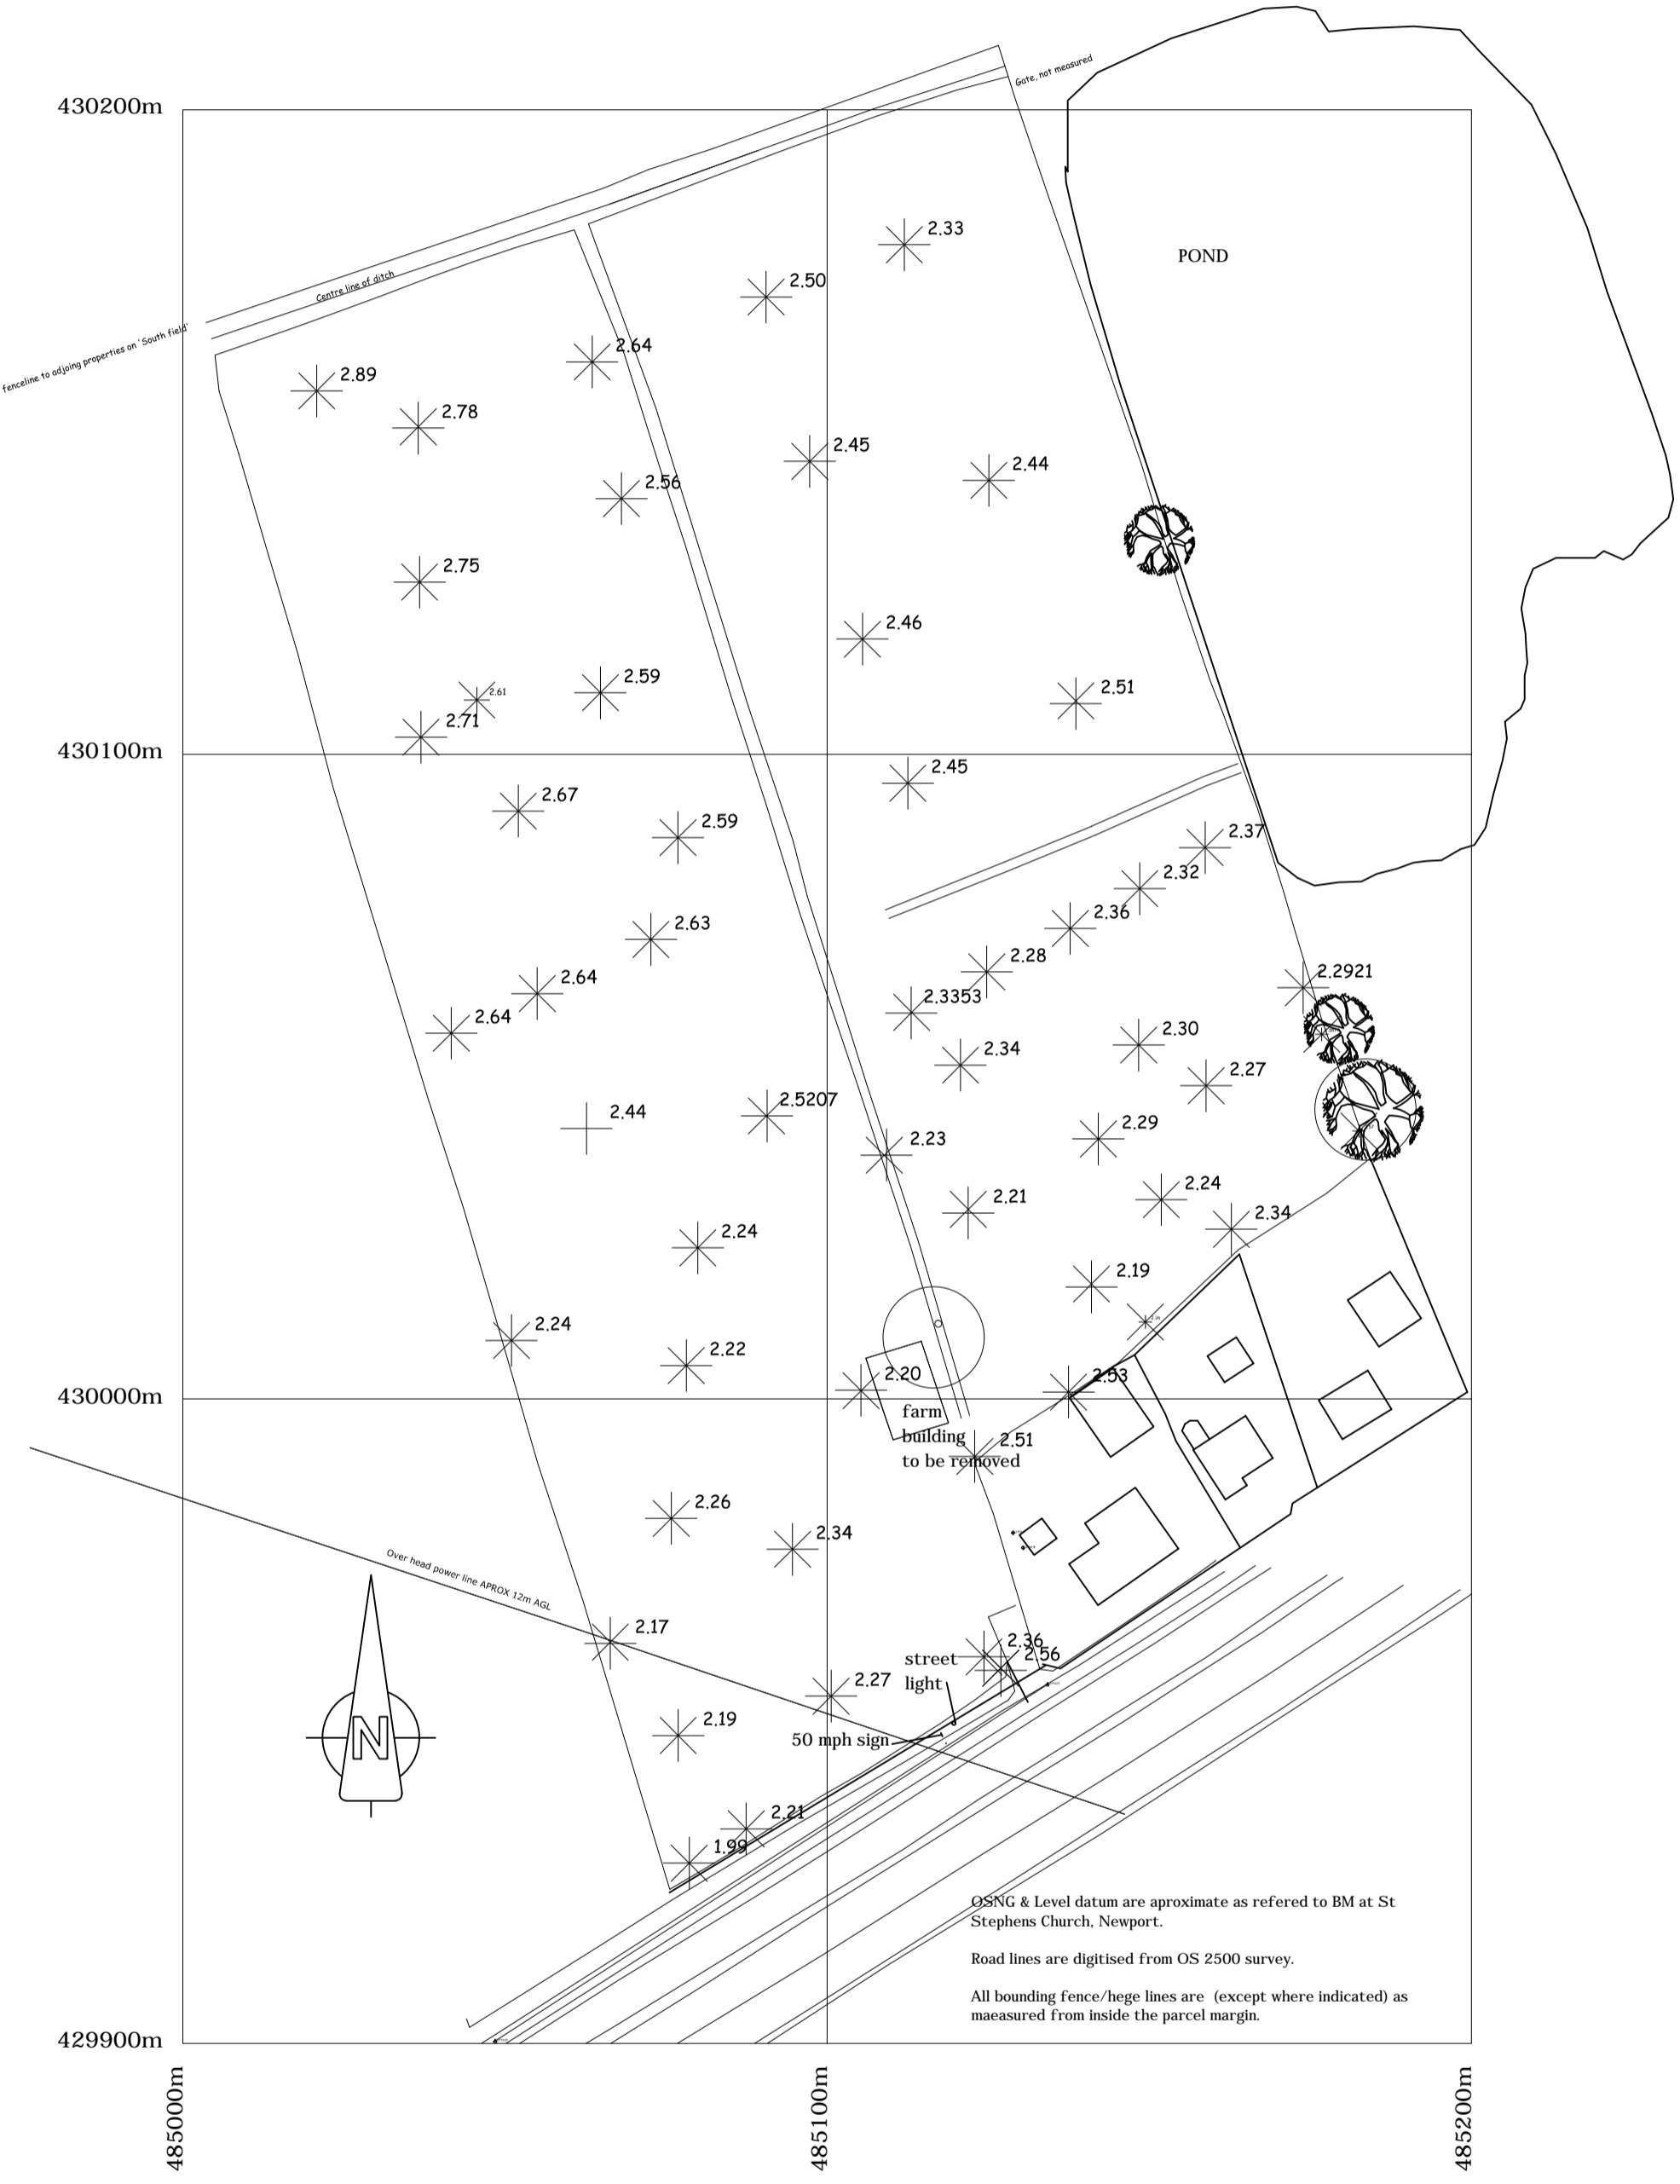 Gate, not measured
430200m
2.33
POND
2.50
Centre line of ditch
fenceline to adjoing properties on 'South field'
2.64
2.89
2.78
2.45
2.44
2.56
2.75
2.46
2.59
2.61
2.51
2.71
430100m
2.45
2.67
2.59
2.37
2.32
2.36
2.63
2.28
2.2921
2.64
2.3353
2.64
2.30
2.34
2.27
2.5207
2.44
2.29
2.23
2.24
2.21
2.34
2.24
2.19
2.24
2.22
2.20
2.53
430000m
farm
building
to be removed
2.51
2.26
2.34
Over head power line APROX 12m AGL
2.17
2.36
2.56
street
light
2.27
2.19
N
50 mph sign
2.21
1.99
OSNG & Level datum are aproximate as refered to BM at St
Stephens Church, Newport.
Road lines are digitised from OS 2500 survey.
All bounding fence/hege lines are (except where indicated) as
maeasured from inside the parcel margin.
429900m
485000m
485100m
485200m